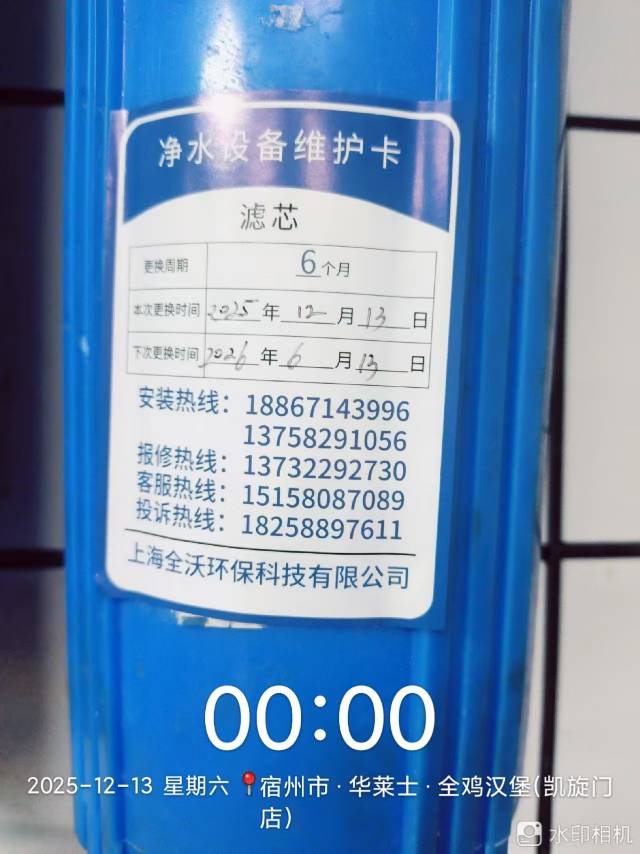 净水设备维护卡
滤芯
更换周期 6个月
本次更换时间 2025年12月13日
下次更换时间 2026年6月13日
安装热线：18867143996
13758291056
报修热线：13732292730
客服热线：15158087089
投诉热线：18258897611
上海全沃环保科技有限公司
00:00
2025-12-13 星期六 📍宿州市·华莱士·全鸡汉堡(凯旋门
店)
水印相机